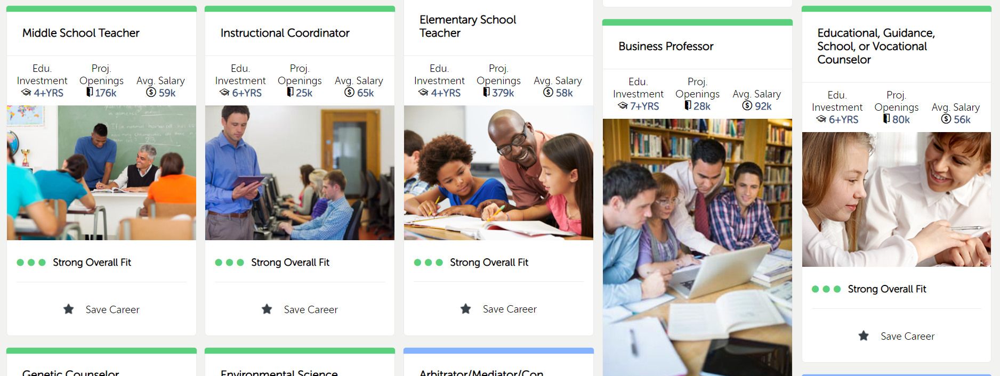 Middle School Teacher
Edu.
Investment
4+YRS
Proj.
Openings
176k
Avg. Salary
59k
Strong Overall Fit
Save Career
Genetic Counselor
Instructional Coordinator
Edu.
Investment
6+YRS
Proj.
Openings
25k
Avg. Salary
65k
Strong Overall Fit
Save Career
Environmental Science
Elementary School
Teacher
Edu.
Investment
4+YRS
Proj.
Openings
379k
Avg. Salary
58k
Strong Overall Fit
Save Career
Arbitrator/Mediator/Con
Business Professor
Edu.
Investment
7+YRS
Proj.
Openings
28k
Avg. Salary
92k
Educational, Guidance,
School, or Vocational
Counselor
Edu.
Investment
6+YRS
Proj.
Openings
80k
Avg. Salary
56k
Strong Overall Fit
Save Career